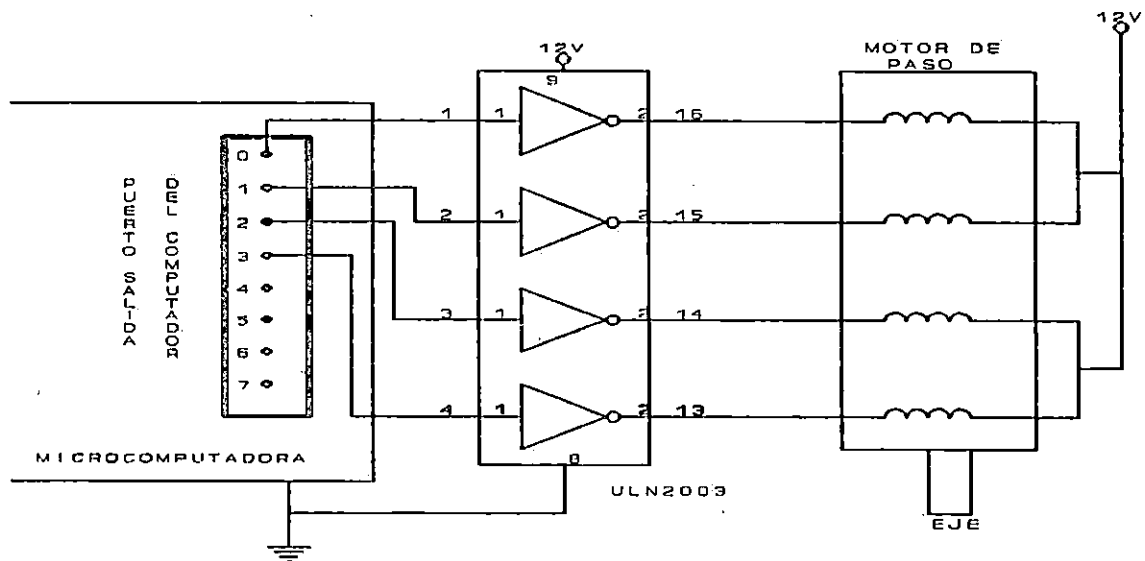 12V
12V
MOTOR DE
PASO
9
1 1 2 16
0
1
2 1 2 15
2
3
3 1 2 14
4
5
6
7
4 1 2 13
PUERTO SALIDA
DEL COMPUTADOR
MICROCOMPUTADORA
8
ULN2003
EJE